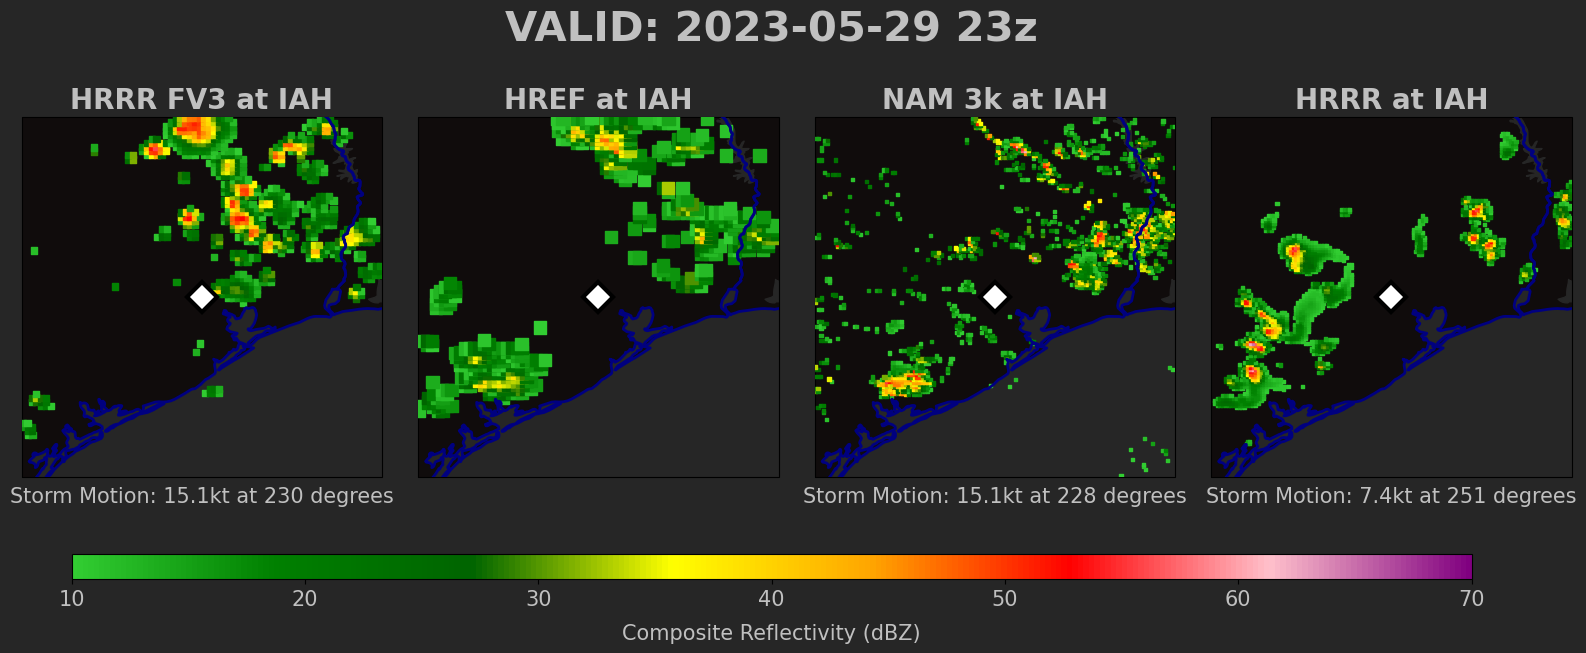 VALID: 2023-05-29 23z
HRRR FV3 at IAH
HREF at IAH
NAM 3k at IAH
HRRR at IAH
Storm Motion: 15.1kt at 230 degrees
Storm Motion: 15.1kt at 228 degrees
Storm Motion: 7.4kt at 251 degrees
10 20 30 40 50 60 70
Composite Reflectivity (dBZ)